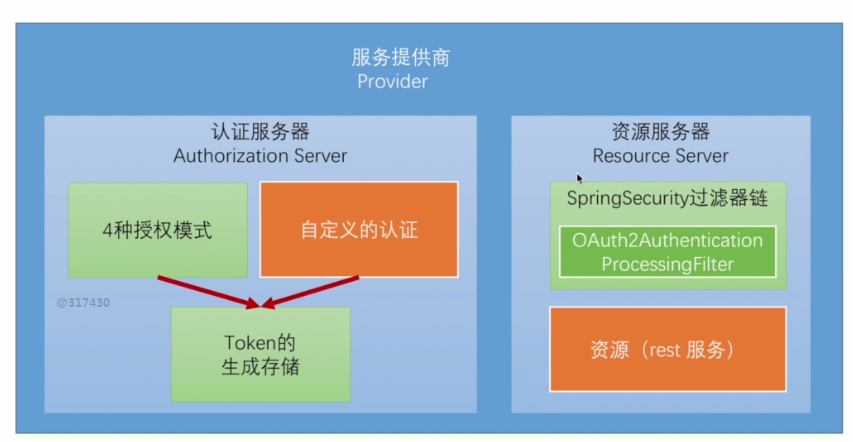 服务提供商
Provider
认证服务器
Authorization Server
4种授权模式
自定义的认证
@317430
Token的
生成存储
资源服务器
Resource Server
SpringSecurity过滤器链
OAuth2Authentication
ProcessingFilter
资源（rest 服务）